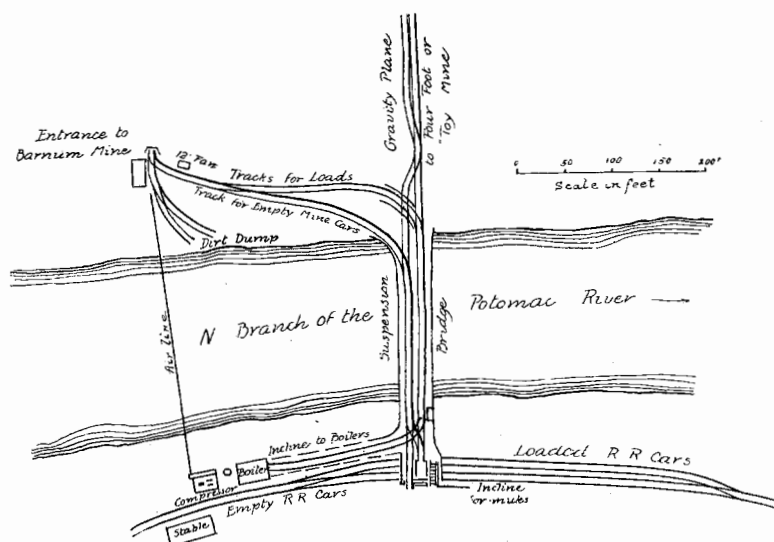 Gravity Plane
to Four Foot or
"Toy Mine
Entrance to
Barnum Mine
12' Fan
Tracks for Loads
Track for Empty Mine Cars
Dirt Dump
0 50 100 150 200'
Scale in feet
Air Line
N Branch of the
Suspension
Bridge
Potomac River
Incline to Boilers
Boiler
Compressor
Empty RR Cars
Stable
Loaded RR Cars
Incline
for mules